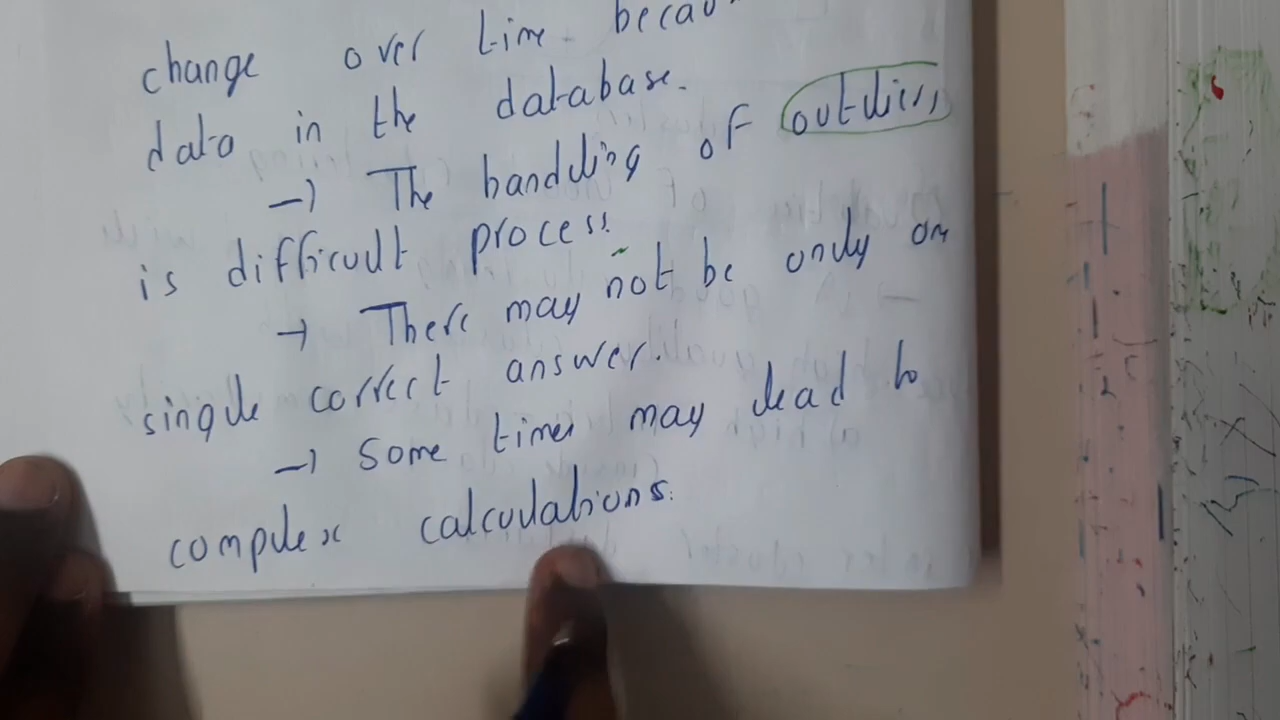 change over time becau
data in the database.
→ The handling of outliers
is difficult process.
→ There may not be only on
single correct answer.
→ Some times may lead to
complex calculations.